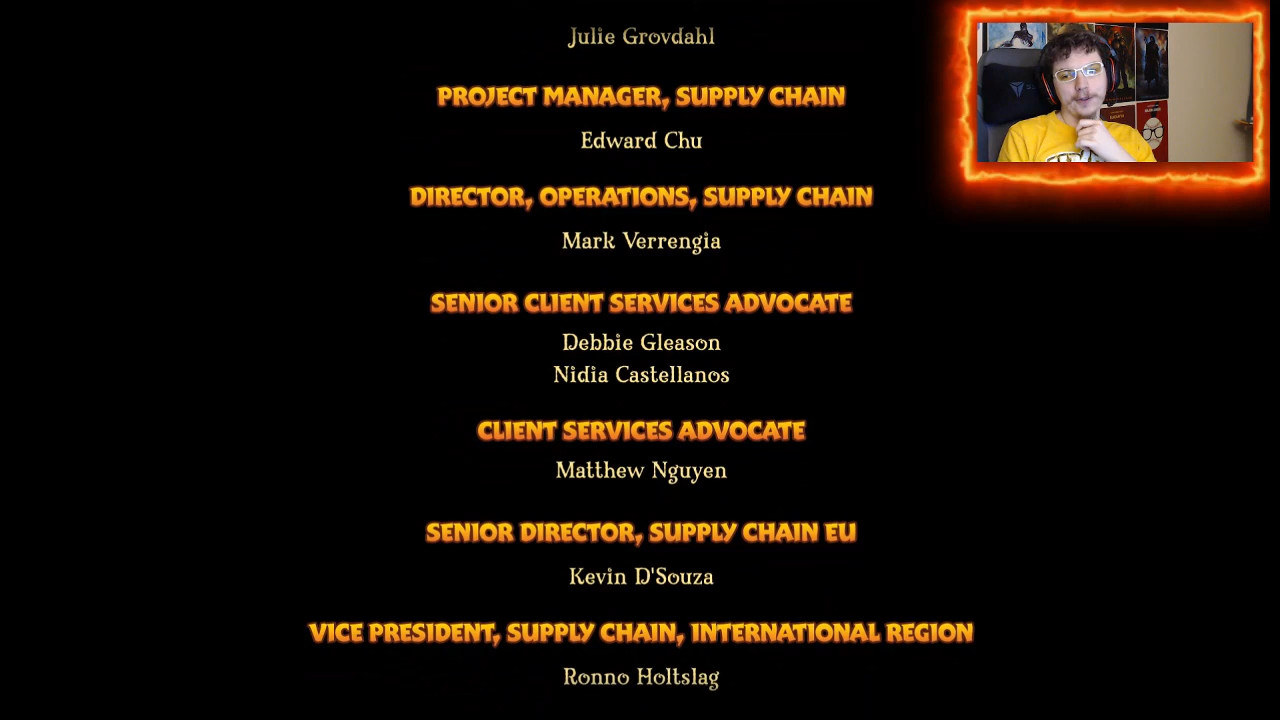 Julie Grovdahl
PROJECT MANAGER, SUPPLY CHAIN
Edward Chu
DIRECTOR, OPERATIONS, SUPPLY CHAIN
Mark Verrengia
SENIOR CLIENT SERVICES ADVOCATE
Debbie Gleason
Nidia Castellanos
CLIENT SERVICES ADVOCATE
Matthew Nguyen
SENIOR DIRECTOR, SUPPLY CHAIN EU
Kevin D'Souza
VICE PRESIDENT, SUPPLY CHAIN, INTERNATIONAL REGION
Ronno Holtslag